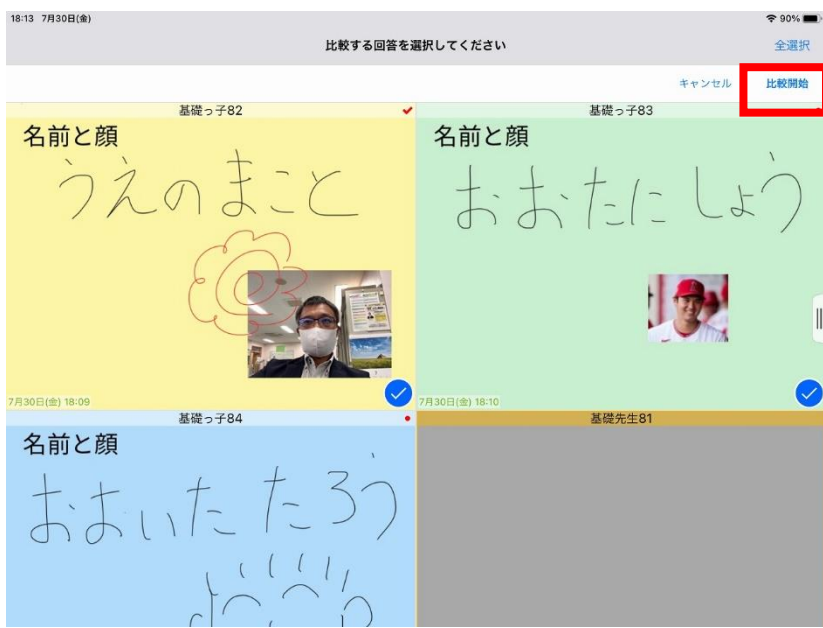 18:13 7月30日(金)
90%
比較する回答を選択してください
全選択
キャンセル
比較開始
基礎っ子82
基礎っ子83
名前と顔
名前と顔
うえのまこと
おおたにしょう
7月30日(金) 18:09
7月30日(金) 18:10
基礎っ子84
基礎先生81
名前と顔
おおいたたろう